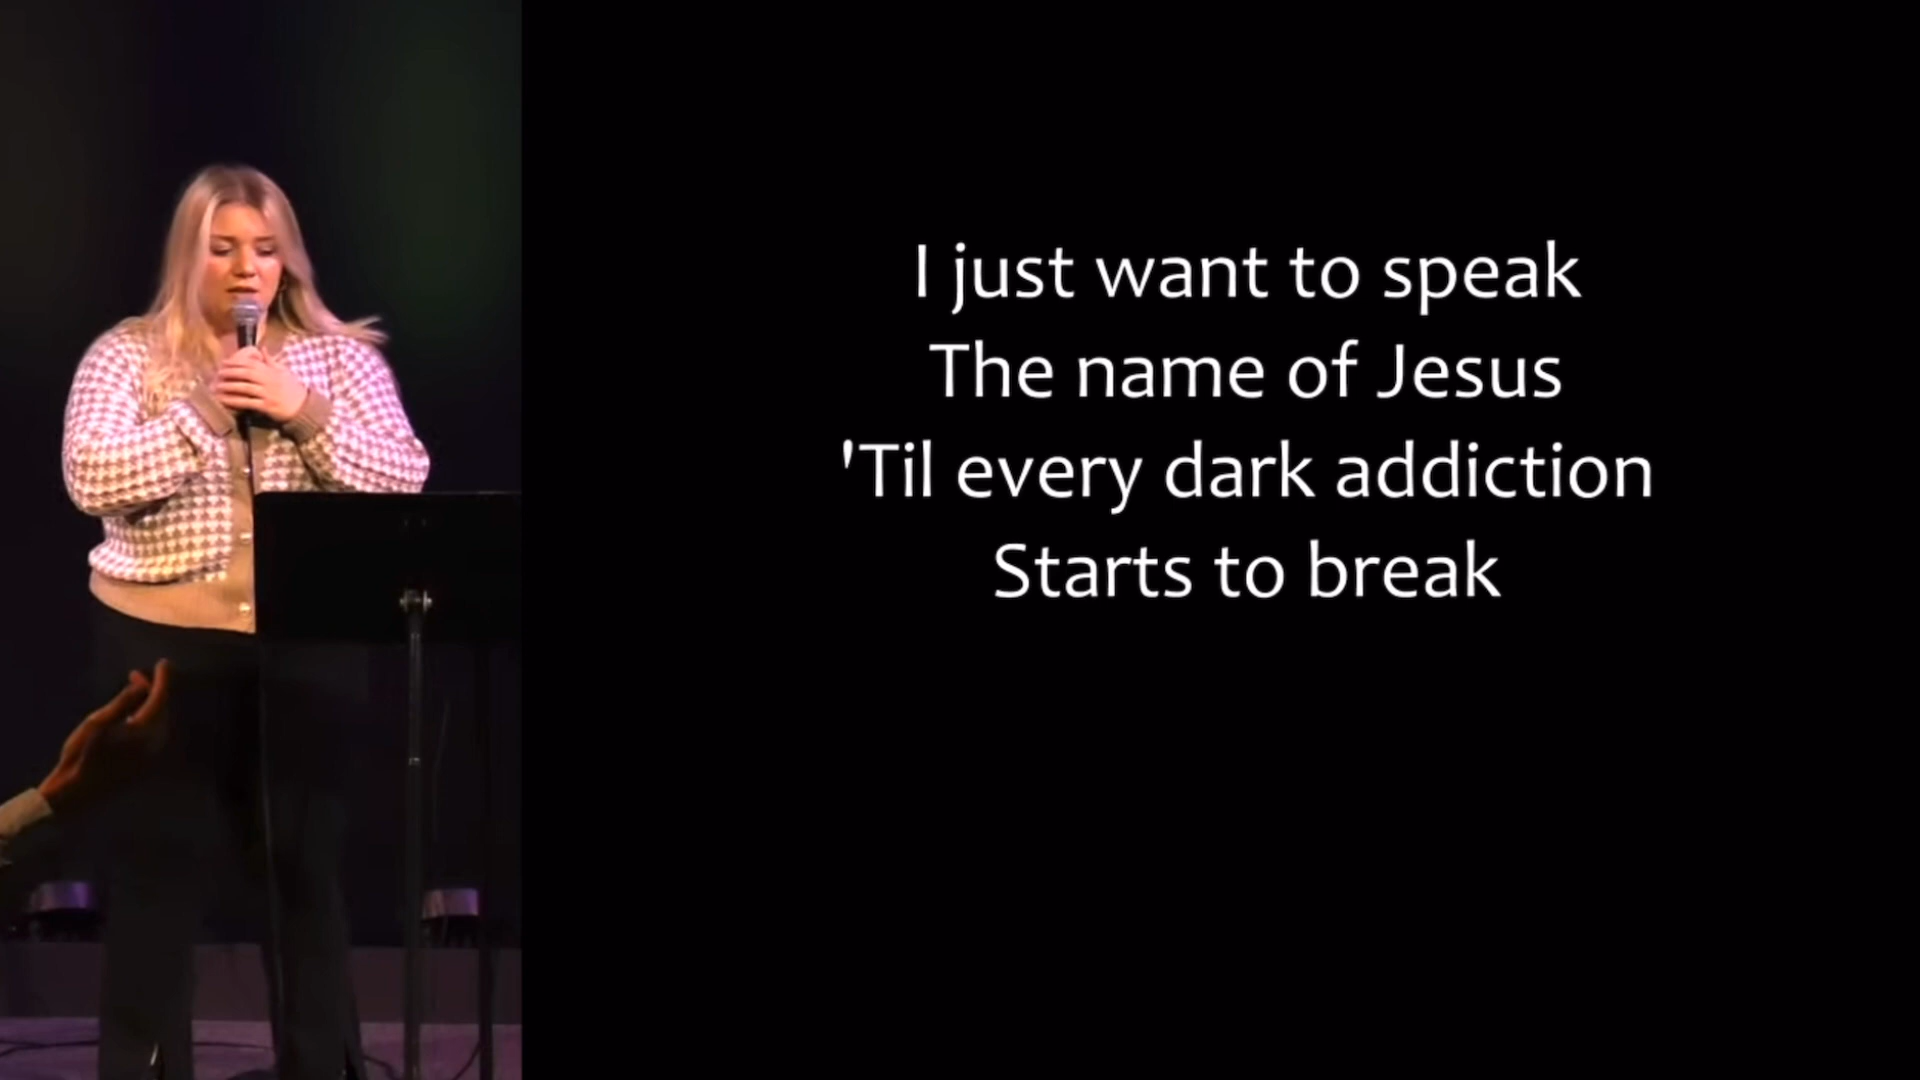 I just want to speak
The name of Jesus
'Til every dark addiction
Starts to break